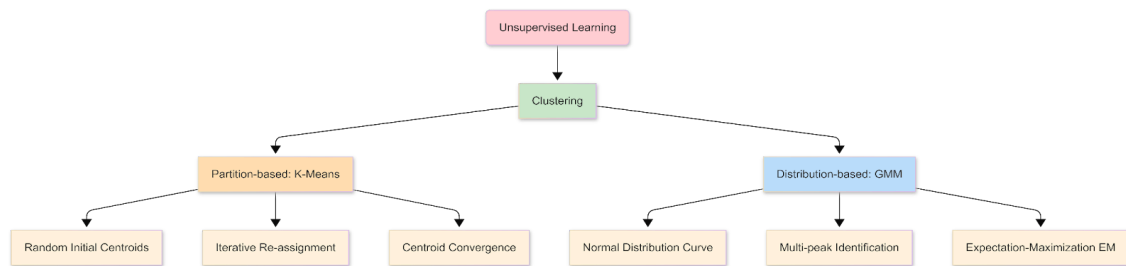 Unsupervised Learning
Clustering
Partition-based: K-Means
Distribution-based: GMM
Random Initial Centroids
Iterative Re-assignment
Centroid Convergence
Normal Distribution Curve
Multi-peak Identification
Expectation-Maximization EM